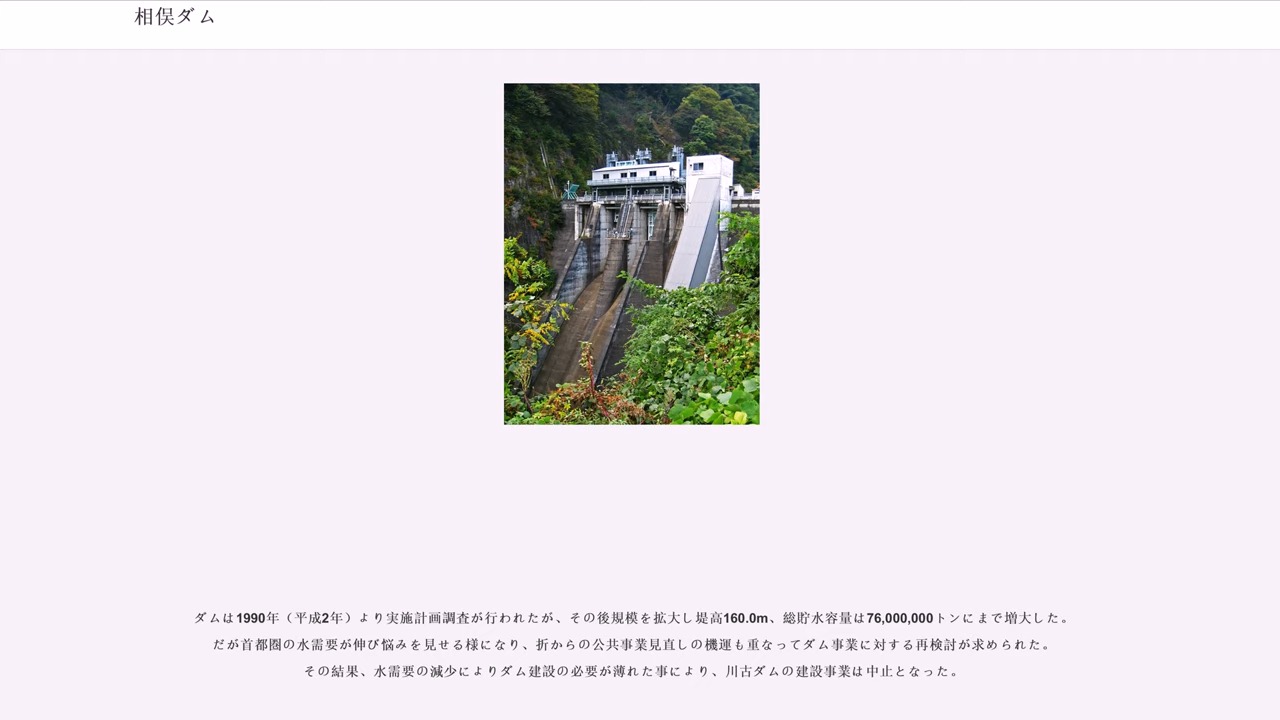 相俣ダム
ダムは1990年（平成2年）より実施計画調査が行われたが、その後規模を拡大し堤高160.0m、総貯水容量は76,000,000トンにまで増大した。
だが首都圏の水需要が伸び悩みを見せる様になり、折からの公共事業見直しの機運も重なってダム事業に対する再検討が求められた。
その結果、水需要の減少によりダム建設の必要が薄れた事により、川古ダムの建設事業は中止となった。